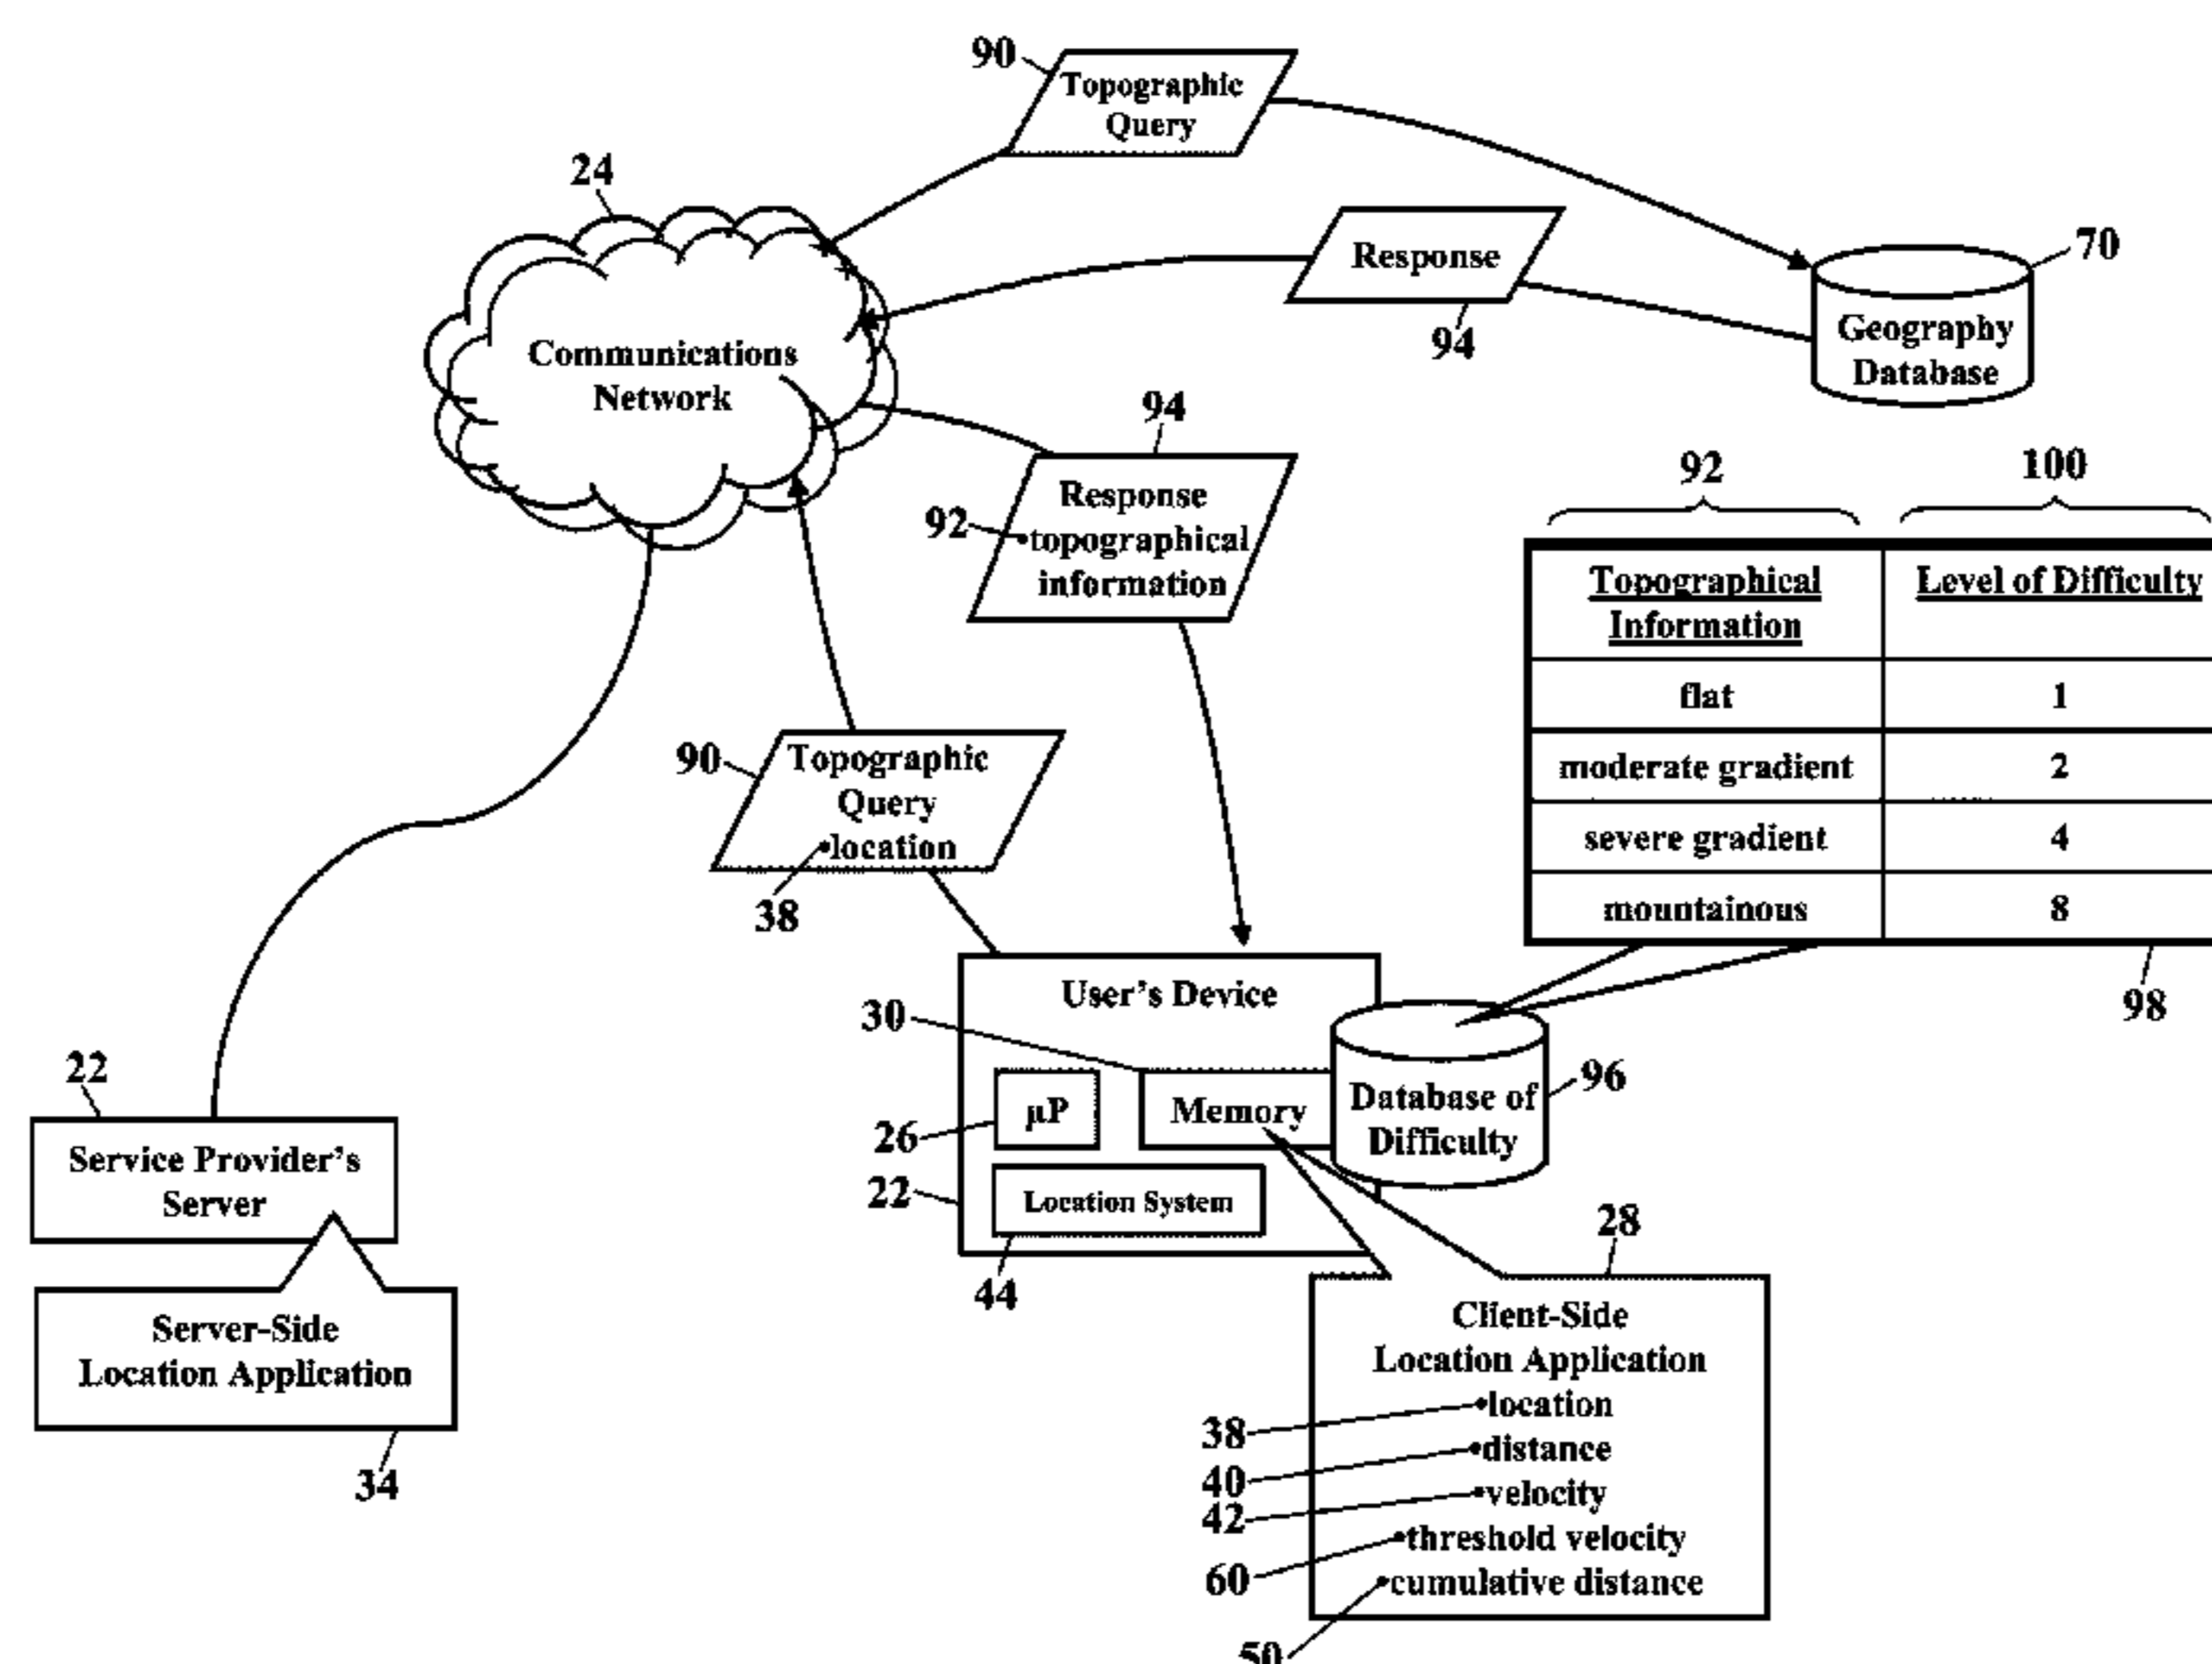 90
Topographic
Query
24
Response
70
94
Geography
Database
Communications
Network
94
Response
92
•topographical
information
92
100
Topographical
Information
Level of Difficulty
flat
1
moderate gradient
2
severe gradient
4
mountainous
8
98
90
Topographic
Query
•location
38
User's Device
30
µP
Memory
26
Database of
Difficulty
96
22
Location System
44
22
Service Provider's
Server
Server-Side
Location Application
34
28
Client-Side
Location Application
38
•location
40
•distance
42
•velocity
60
•threshold velocity
50
•cumulative distance